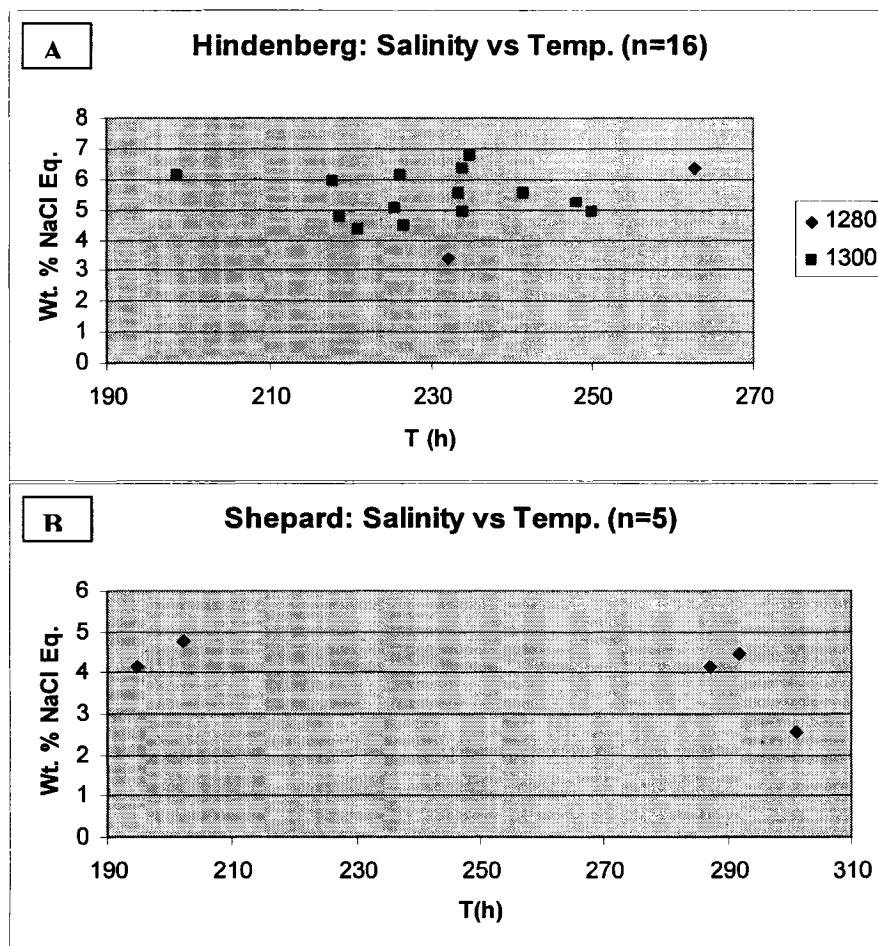 A
Hindenberg: Salinity vs Temp. (n=16)
Wt. % NaCl Eq.
8
7
6
5
4
3
2
1
0
190 210 230 250 270
T (h)
1280
1300
B
Shepard: Salinity vs Temp. (n=5)
Wt. % NaCl Eq.
6
5
4
3
2
1
0
190 210 230 250 270 290 310
T(h)